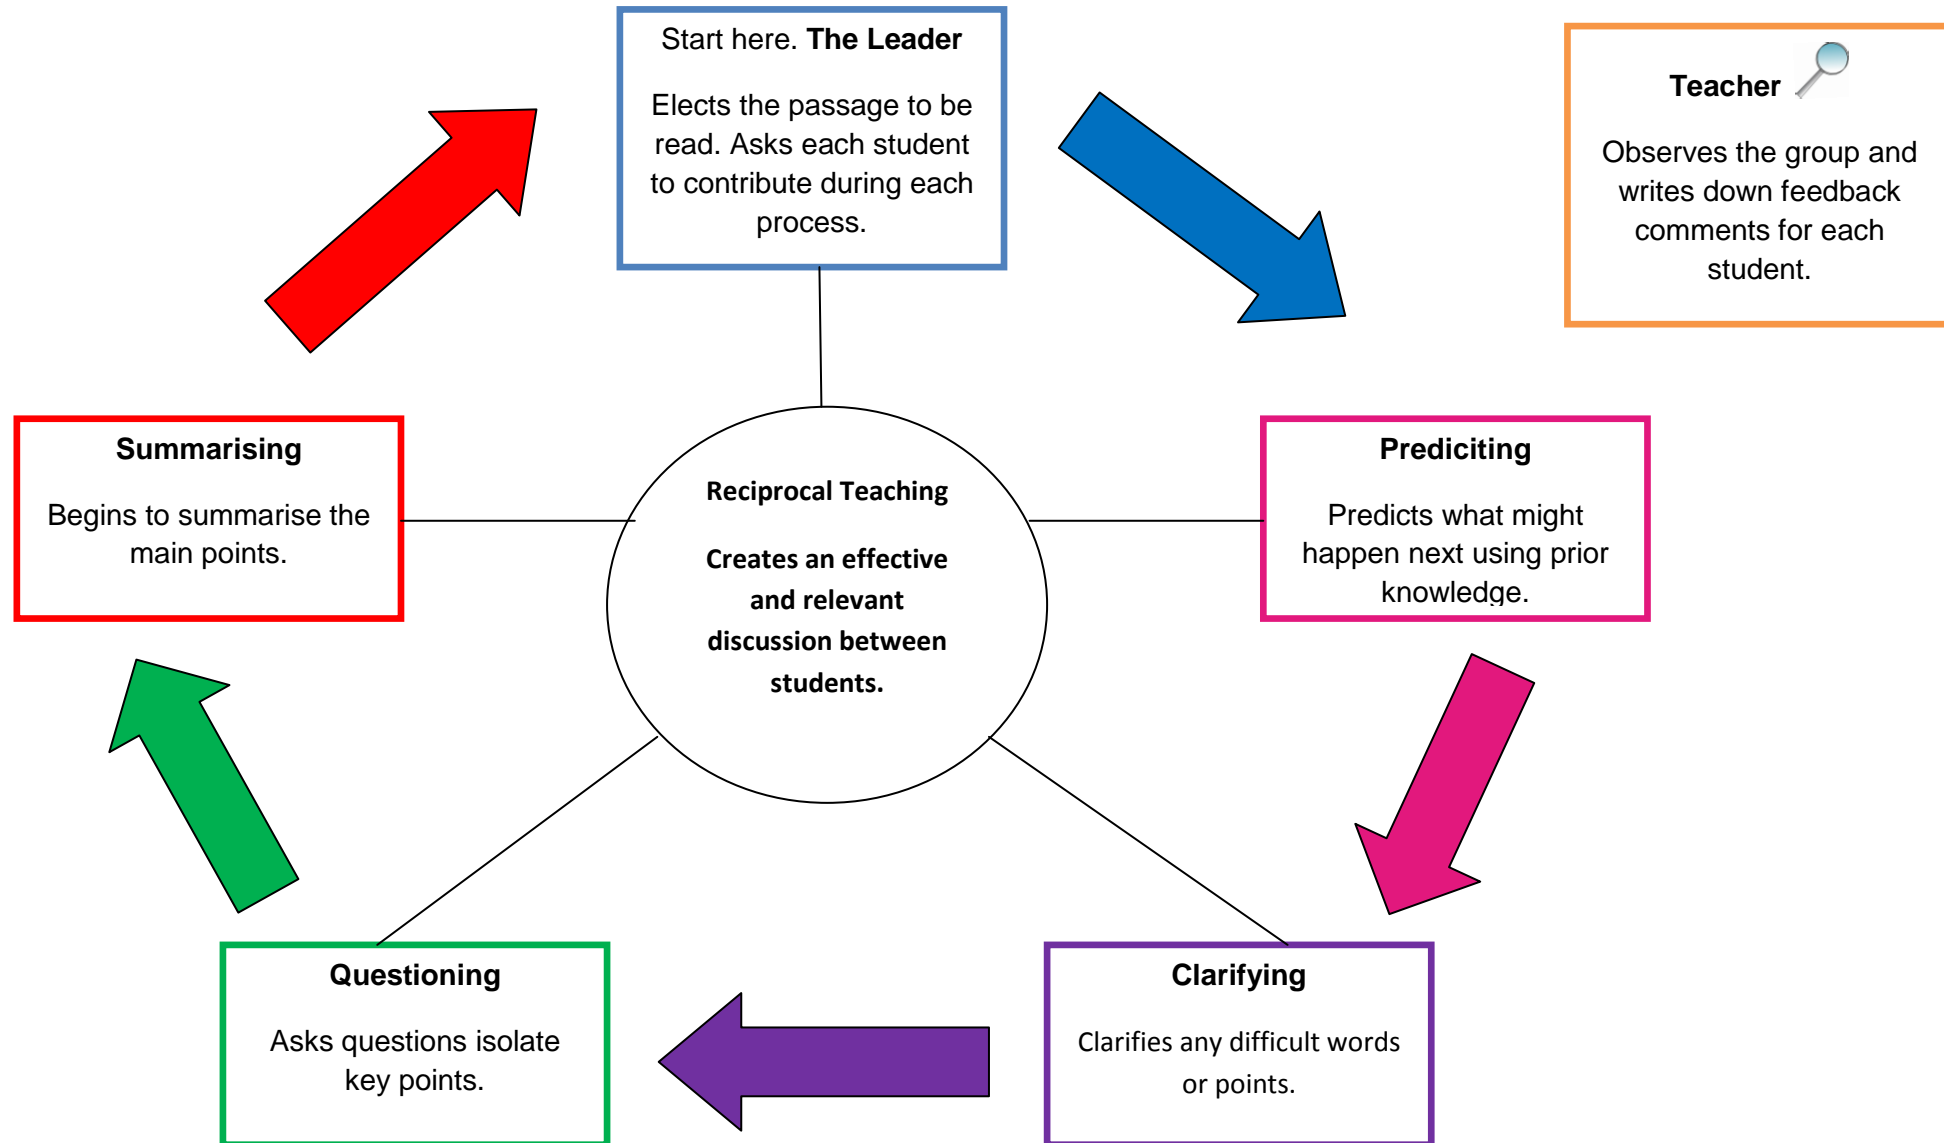 Start here. The Leader
Elects the passage to be
read. Asks each student
to contribute during each
process.
Teacher
Observes the group and
writes down feedback
comments for each
student.
Summarising
Begins to summarise the
main points.
Reciprocal Teaching
Creates an effective
and relevant
discussion between
students.
Prediciting
Predicts what might
happen next using prior
knowledge.
Questioning
Asks questions isolate
key points.
Clarifying
Clarifies any difficult words
or points.